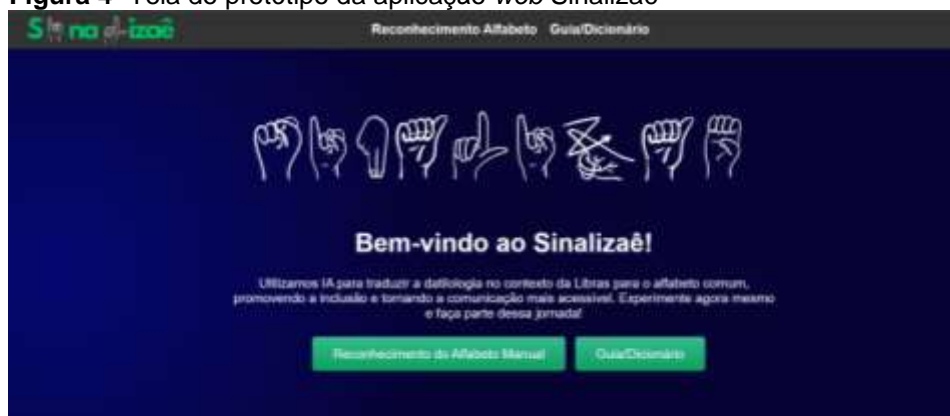 Figura 4- Tela do protótipo da aplicação web Sinalizaê
Sinalizaê
Reconhecimento Alfabeto Guia/Dicionário
Bem-vindo ao Sinalizaê!
Utilizamos IA para traduzir a datilologia no contexto da Libras para o alfabeto comum,
promovendo a inclusão e tornando a comunicação mais acessível. Experimente agora mesmo
e faça parte dessa jornada!
Reconhecimento do Alfabeto Manual Guia/Dicionário